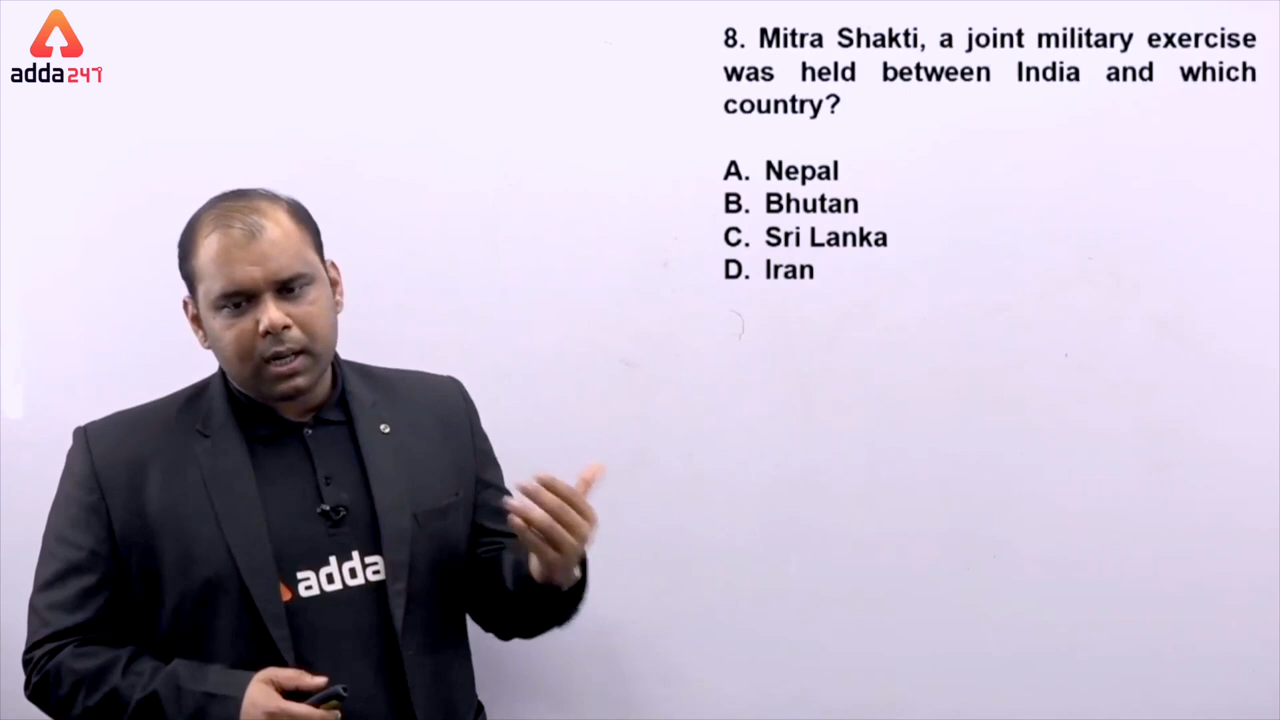 adda247
8. Mitra Shakti, a joint military exercise
was held between India and which
country?
A. Nepal
B. Bhutan
C. Sri Lanka
D. Iran
adda